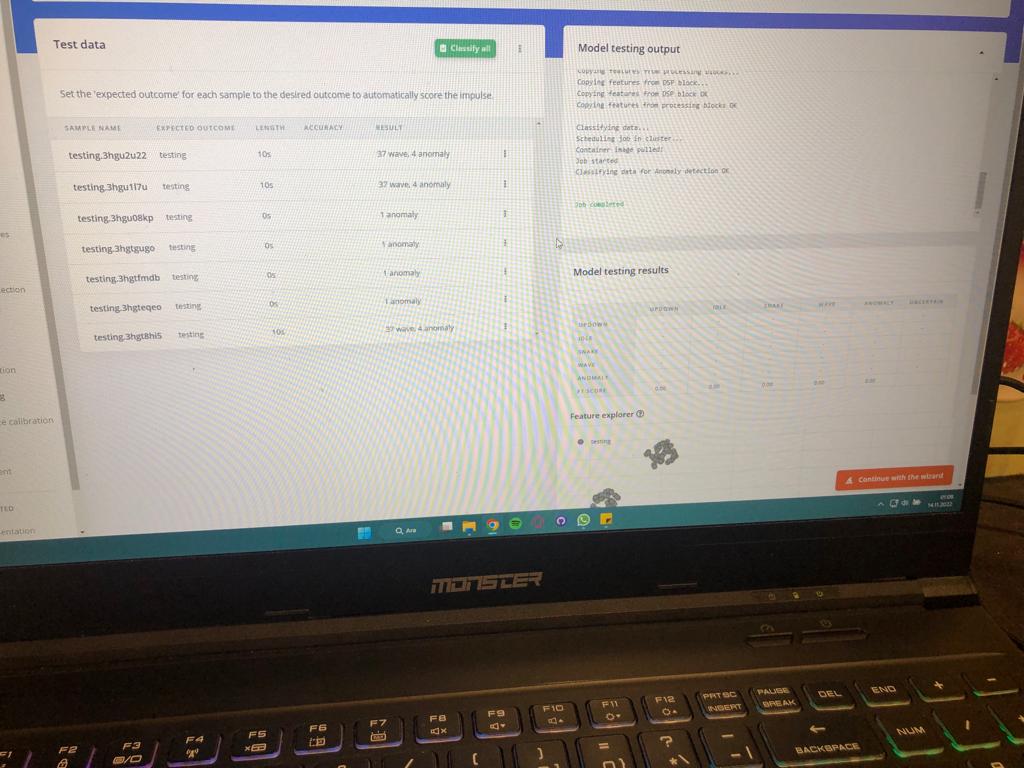 Test data
Classify all
Set the 'expected outcome' for each sample to the desired outcome to automatically score the impulse.
SAMPLE NAME EXPECTED OUTCOME LENGTH ACCURACY RESULT
testing.3hgu2u22 testing 10s 37 wave, 4 anomaly
testing.3hgu1l7u testing 10s 37 wave, 4 anomaly
testing.3hgu08kp testing 0s 1 anomaly
testing.3hgtgugo testing 0s 1 anomaly
testing.3hgtfmdb testing 0s 1 anomaly
testing.3hgteqeo testing 0s 1 anomaly
testing.3hgt8hi5 testing 10s 37 wave, 4 anomaly
Model testing output
Copying features from processing blocks...
Copying features from DSP block...
Copying features from DSP block OK
Copying features from processing blocks OK
Classifying data...
Scheduling job in cluster...
Container image pulled!
Job started
Classifying data for Anomaly detection OK
Job completed
Model testing results
UPDOWN IDLE SNAKE WAVE ANOMALY UNCERTAIN
UPDOWN
IDLE
SNAKE
WAVE
ANOMALY
F1 SCORE 0.00 0.00 0.00 0.00 0.00
Feature explorer
testing
Continue with the wizard
es
ection
tion
g
e calibration
ent
TED
entation
Ara
01:08
14.11.2022
MONSTER
F1 F2 F3 F4 F5 F6 F7 F8 F9 F10 F11 F12 PRTSC INSERT PAUSE BREAK DEL END + -
= ? * \ - _ BACKSPACE NUM /